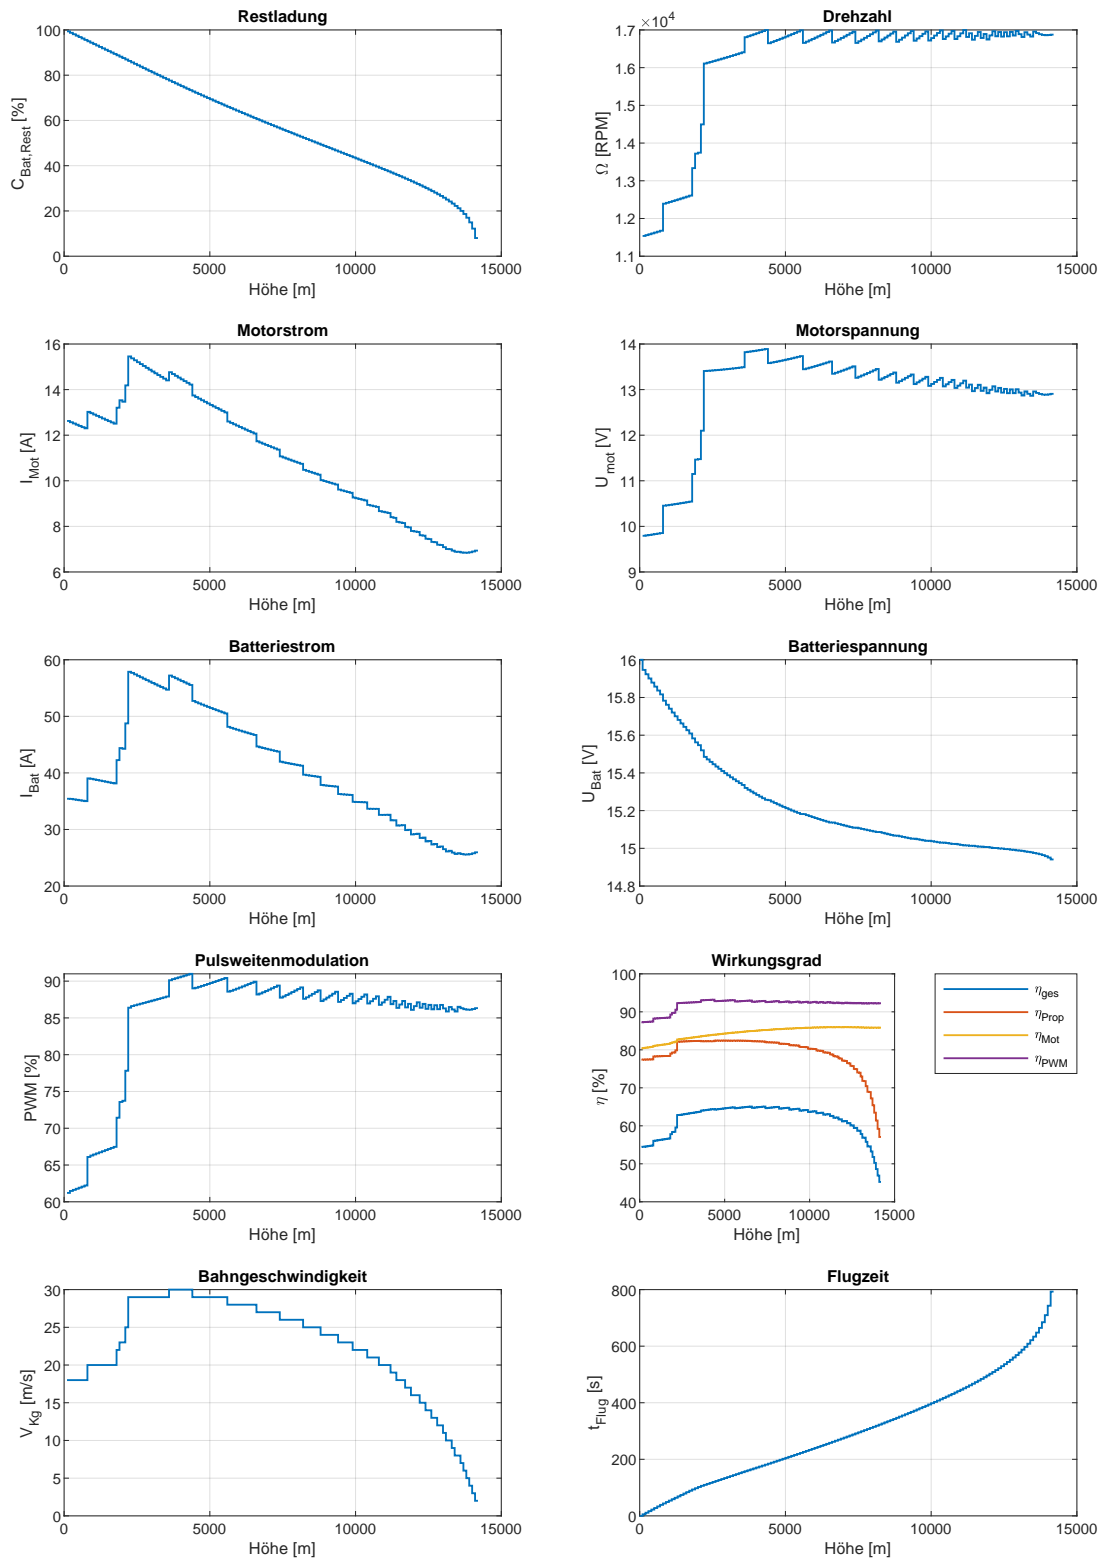 Restladung
100
80
60
40
20
0
C_Bat,Rest [%]
0 5000 10000 15000
Höhe [m]
Drehzahl
×10^4
1.7
1.6
1.5
1.4
1.3
1.2
1.1
Ω [RPM]
0 5000 10000 15000
Höhe [m]
Motorstrom
16
14
12
10
8
6
I_Mot [A]
0 5000 10000 15000
Höhe [m]
Motorspannung
14
13
12
11
10
9
U_mot [V]
0 5000 10000 15000
Höhe [m]
Batteriestrom
60
50
40
30
20
I_Bat [A]
0 5000 10000 15000
Höhe [m]
Batteriespannung
16
15.8
15.6
15.4
15.2
15
14.8
U_Bat [V]
0 5000 10000 15000
Höhe [m]
Pulsweitenmodulation
90
85
80
75
70
65
60
PWM [%]
0 5000 10000 15000
Höhe [m]
Wirkungsgrad
100
90
80
70
60
50
40
η [%]
0 5000 10000 15000
Höhe [m]
η_ges
η_Prop
η_Mot
η_PWM
Bahngeschwindigkeit
30
25
20
15
10
5
0
V_Kg [m/s]
0 5000 10000 15000
Höhe [m]
Flugzeit
800
600
400
200
0
t_Flug [s]
0 5000 10000 15000
Höhe [m]